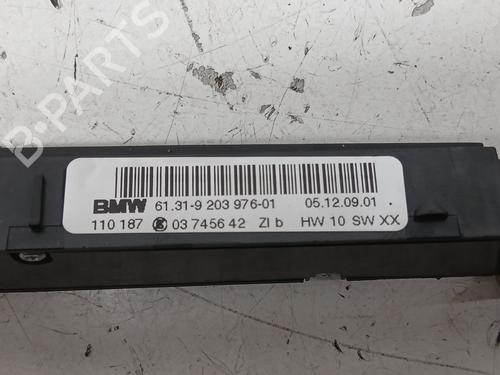 B-PARTS
BMW 61.31-9 203 976-01 05.12.09.01
110 187 03 7456 42 ZI b HW 10 SW XX